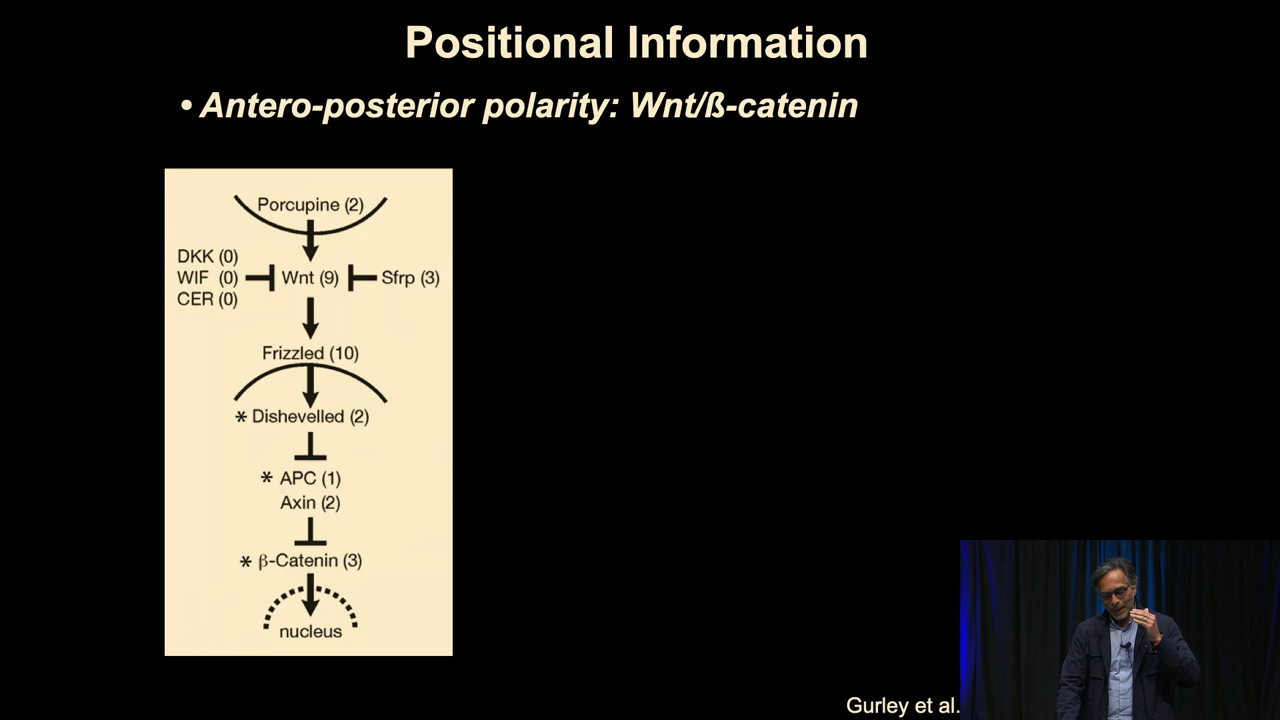 Positional Information
• Antero-posterior polarity: Wnt/ß-catenin
Porcupine (2)
DKK (0)
WIF (0)
CER (0)
Wnt (9)
Sfrp (3)
Frizzled (10)
* Dishevelled (2)
* APC (1)
Axin (2)
* β-Catenin (3)
nucleus
Gurley et al.